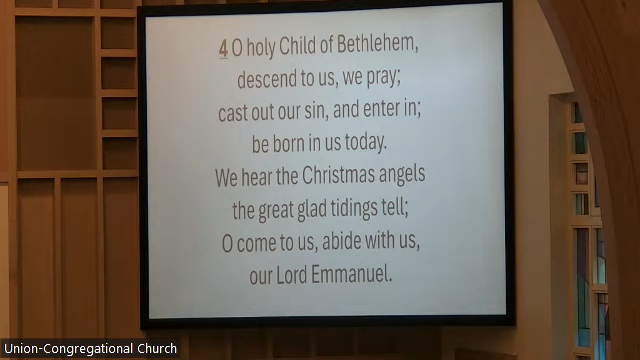 4 O holy Child of Bethlehem,
descend to us, we pray;
cast out our sin, and enter in;
be born in us today.
We hear the Christmas angels
the great glad tidings tell;
O come to us, abide with us,
our Lord Emmanuel.
Union-Congregational Church